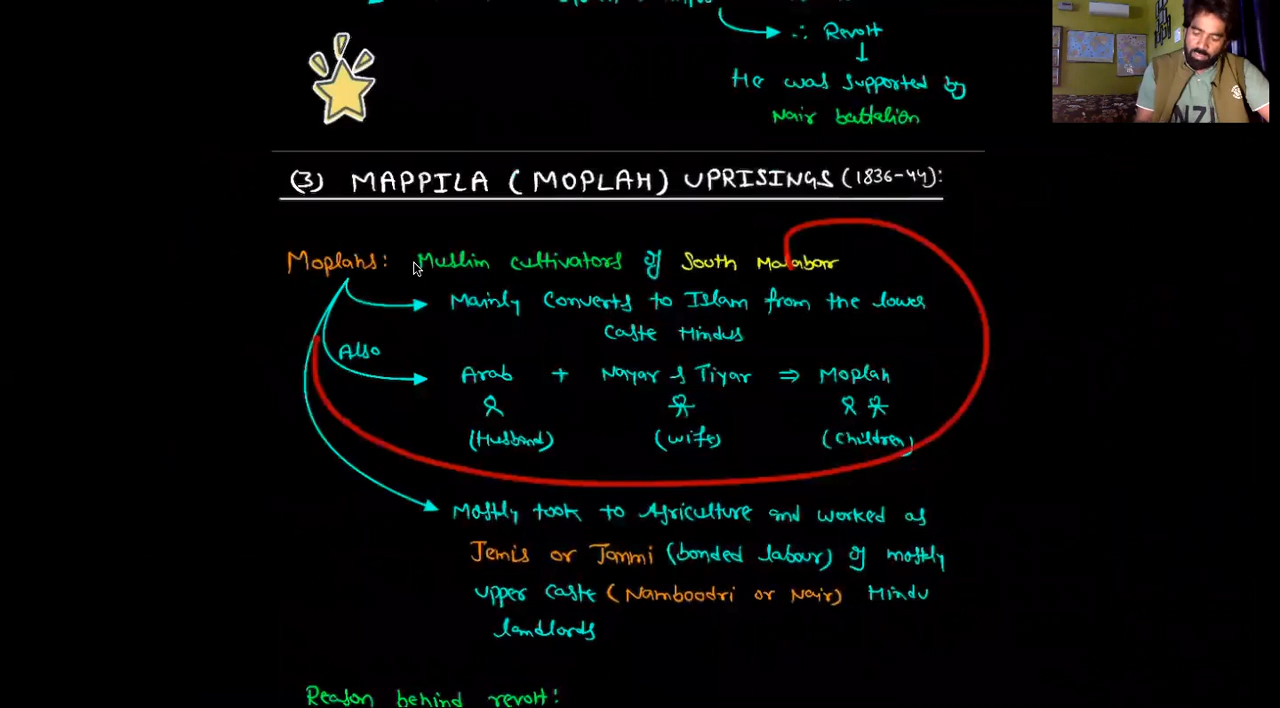 ∴ Revolt
He was supported by
Nair battalion
(3) MAPPILA (MOPLAH) UPRISINGS (1836-44):
Moplahs: Muslim cultivators of South Malabar
Mainly converts to Islam from the lower
caste Hindus
Also
Arab + Nayar & Tiyar ⇒ Moplah
(Husband) (wife) (children)
Mostly took to Agriculture and worked as
Jemis or Janmi (bonded labour) of mostly
upper caste (Namboodri or Nair) Hindu
landlords
Reason behind revolt:
NZ